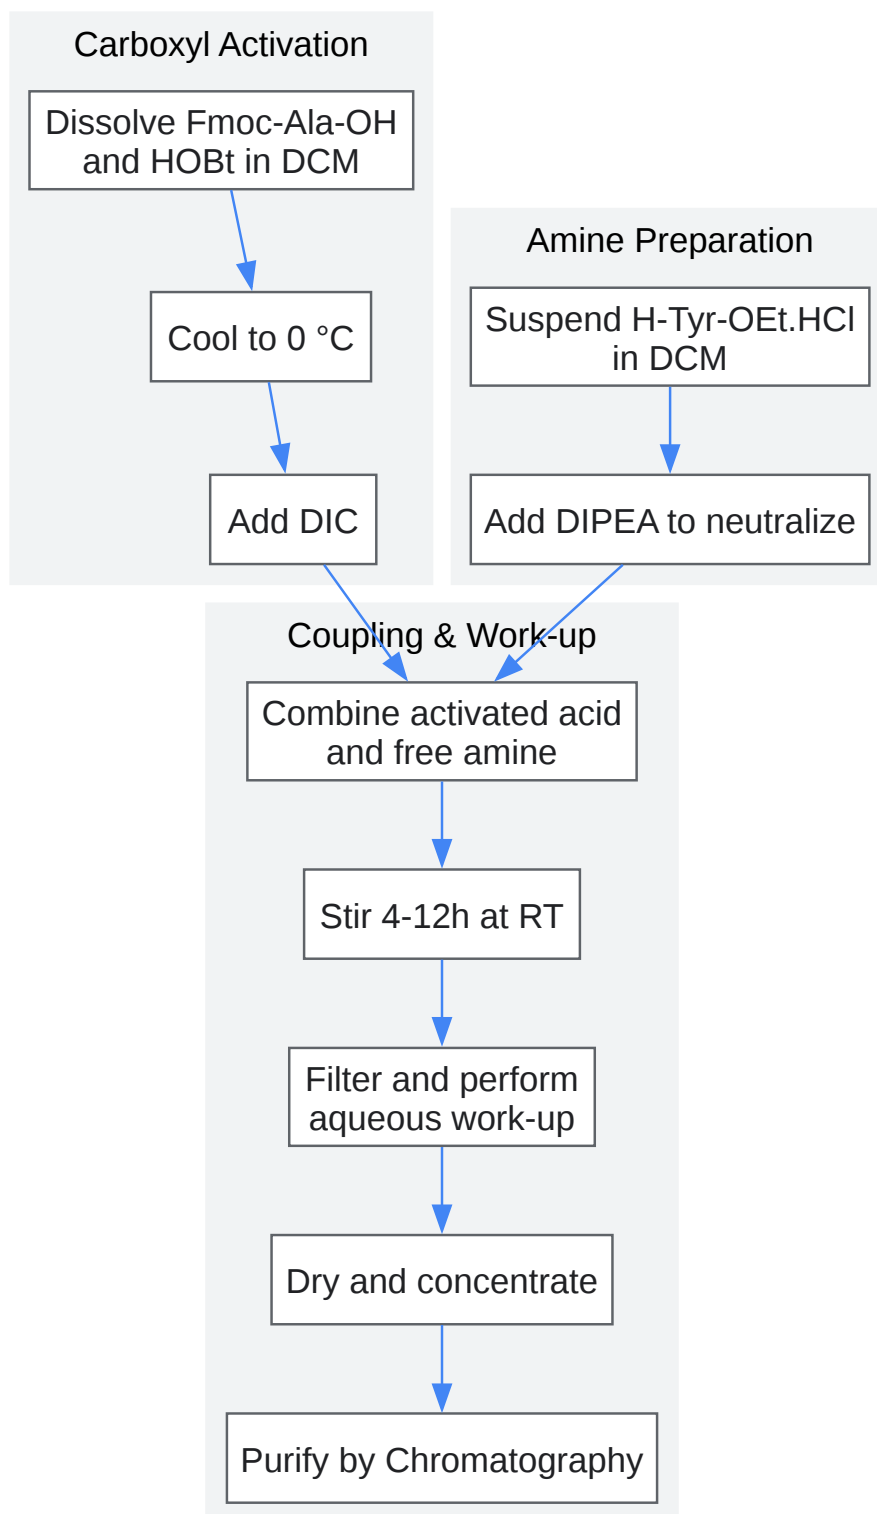 Carboxyl Activation
Dissolve Fmoc-Ala-OH
and HOBt in DCM
Cool to 0 °C
Add DIC
Amine Preparation
Suspend H-Tyr-OEt.HCl
in DCM
Add DIPEA to neutralize
Coupling & Work-up
Combine activated acid
and free amine
Stir 4-12h at RT
Filter and perform
aqueous work-up
Dry and concentrate
Purify by Chromatography